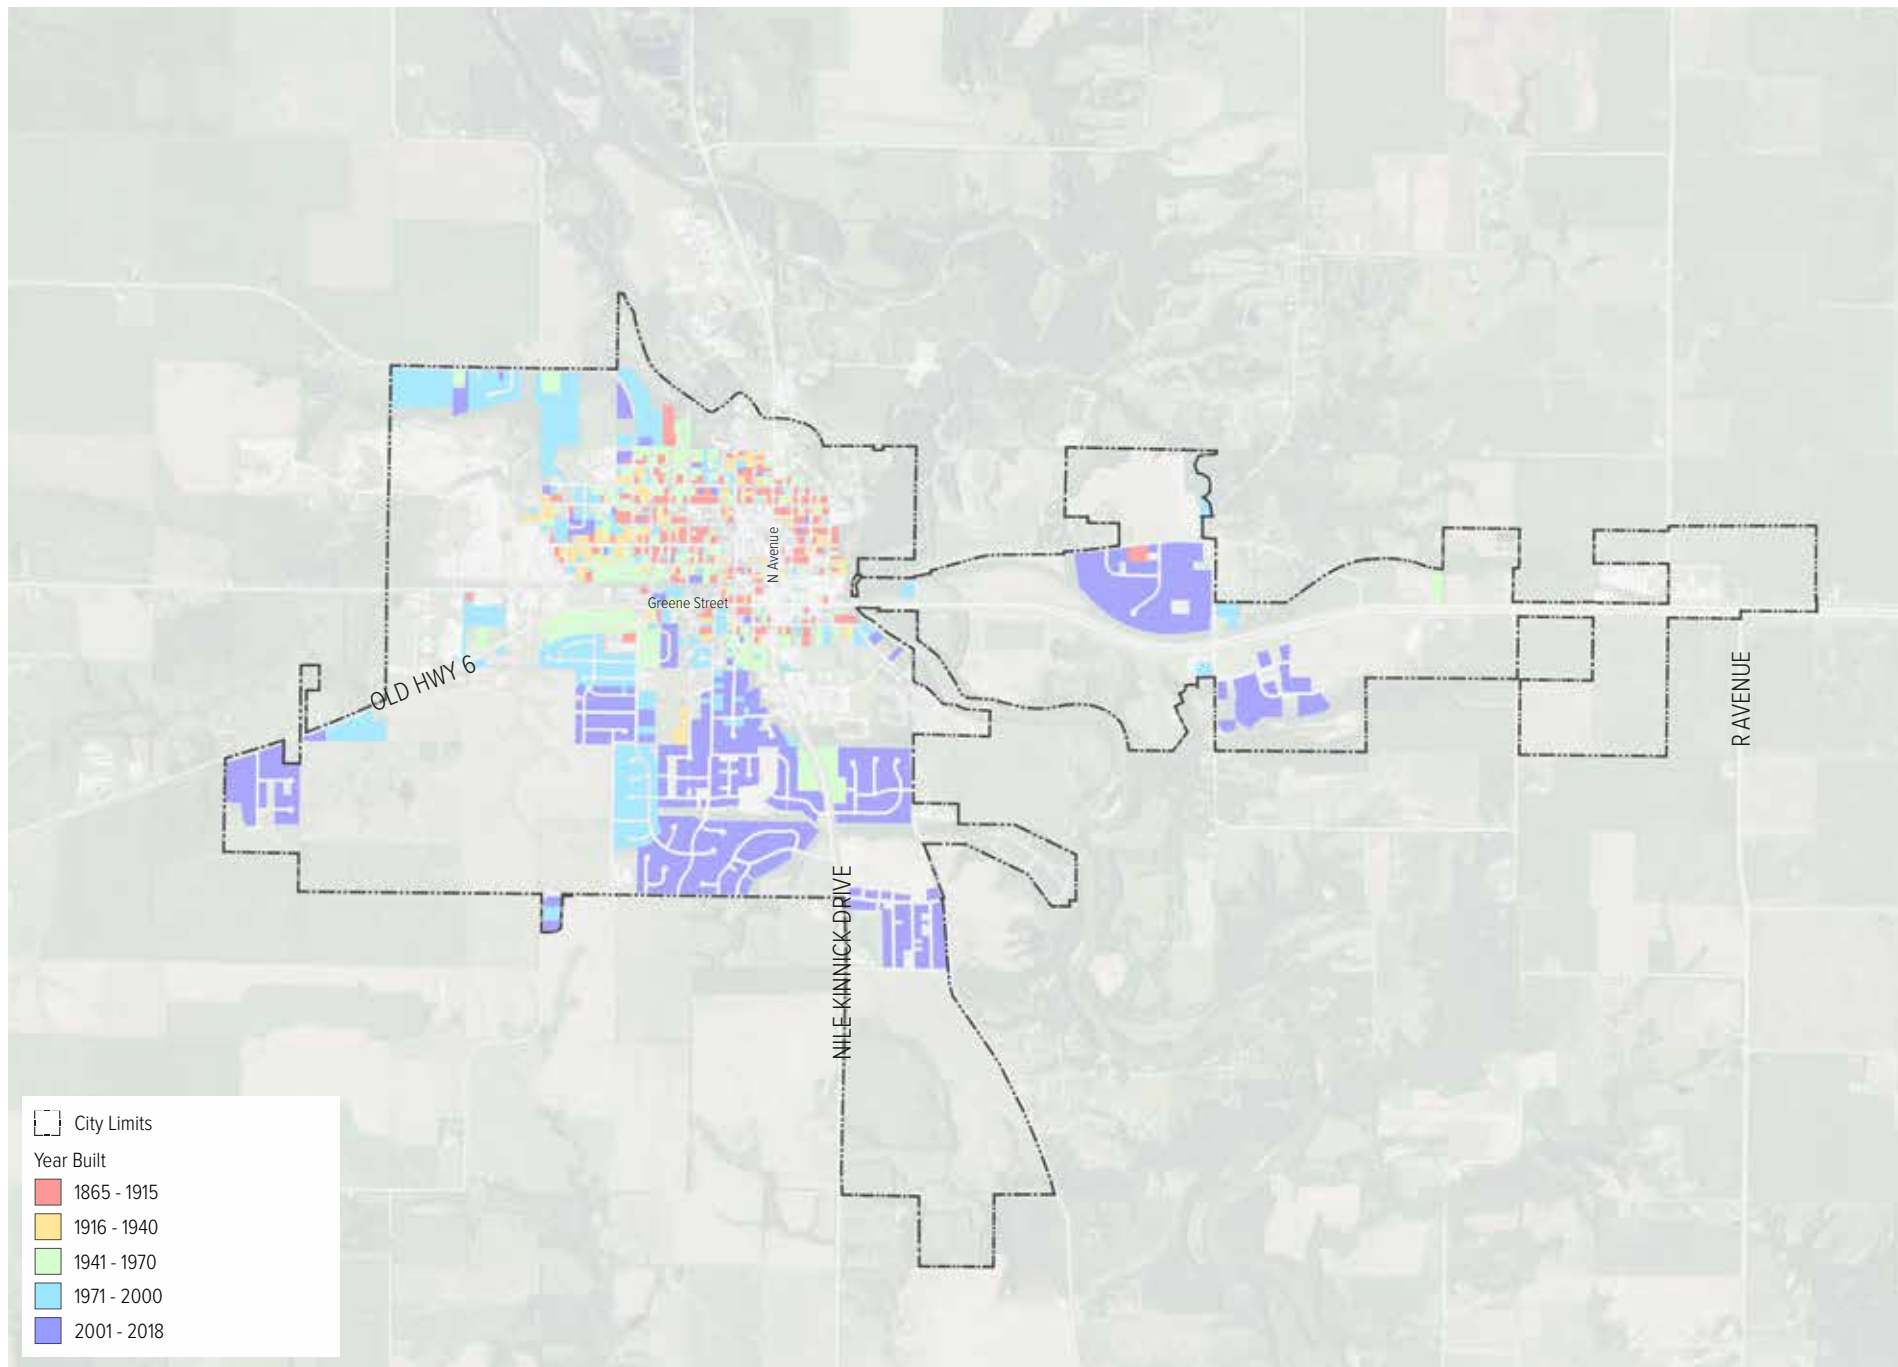 N Avenue
Greene Street
OLD HWY 6
R AVENUE
NILE KINNICK DRIVE
City Limits
Year Built
1865 - 1915
1916 - 1940
1941 - 1970
1971 - 2000
2001 - 2018